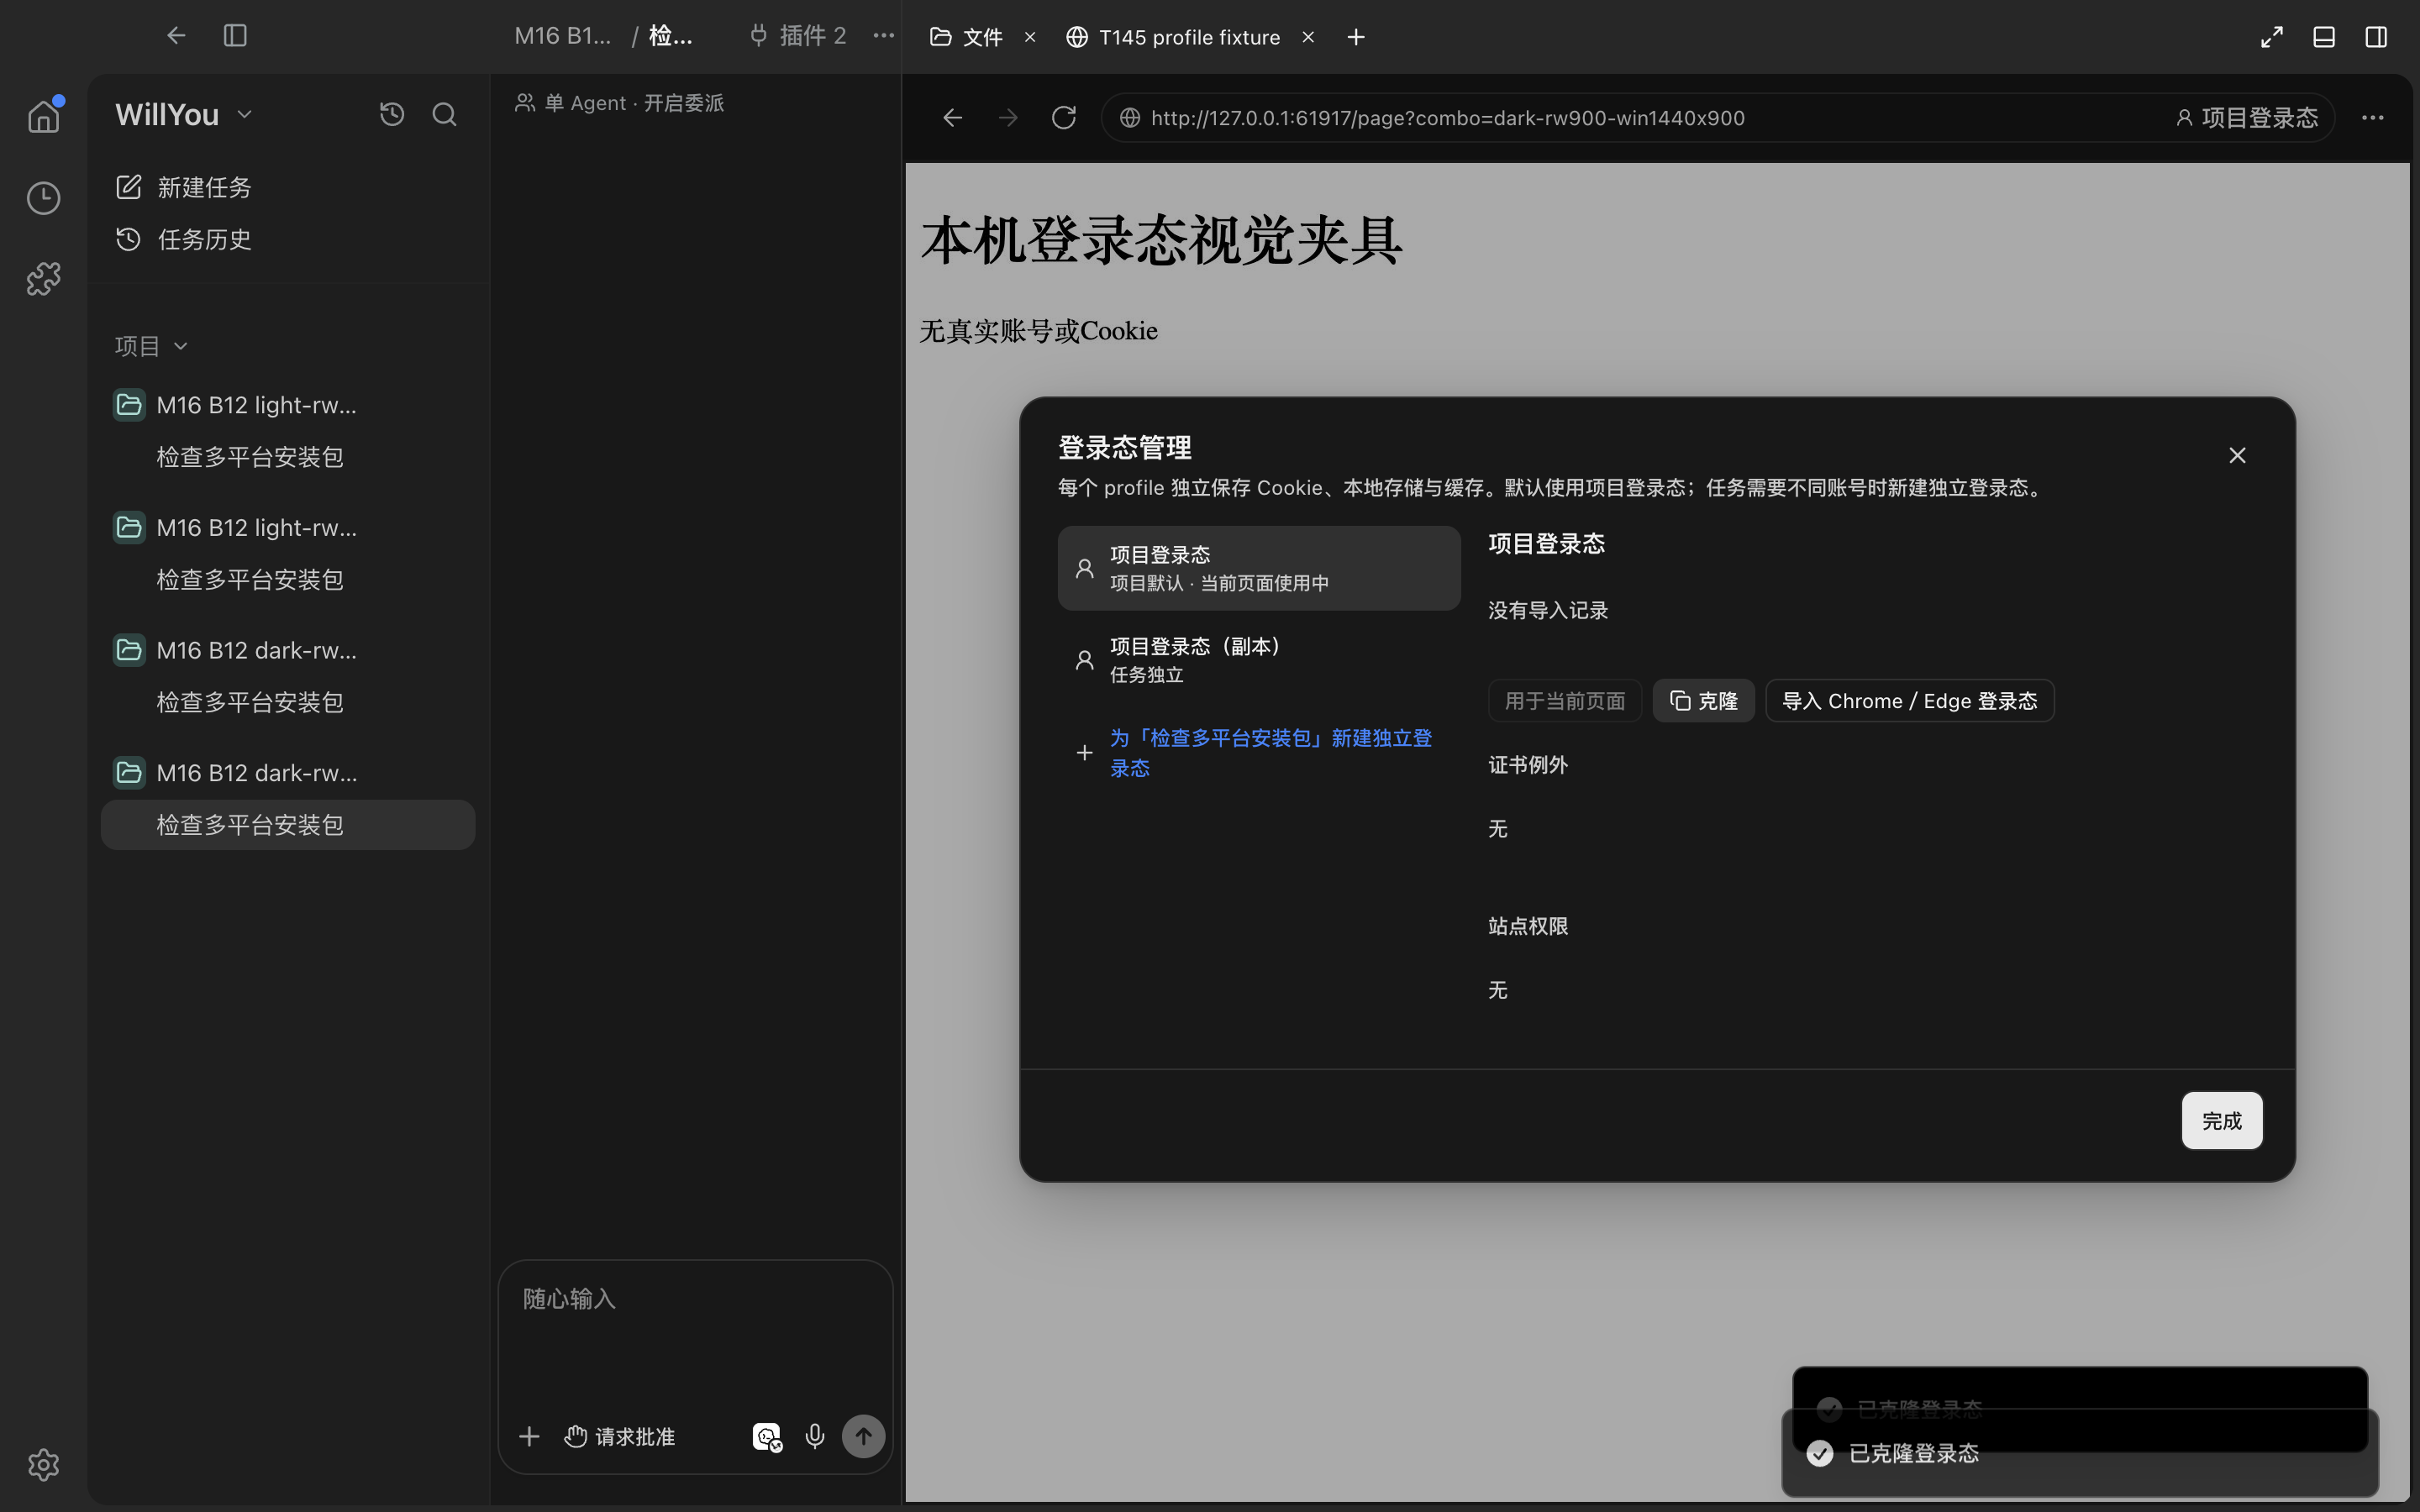 M16 B1... / 检... 插件 2
文件
T145 profile fixture
WillYou
新建任务
任务历史
项目
M16 B12 light-rw...
检查多平台安装包
M16 B12 light-rw...
检查多平台安装包
M16 B12 dark-rw...
检查多平台安装包
M16 B12 dark-rw...
检查多平台安装包
单 Agent · 开启委派
随心输入
请求批准
http://127.0.0.1:61917/page?combo=dark-rw900-win1440x900
项目登录态
本机登录态视觉夹具
无真实账号或Cookie
登录态管理
每个 profile 独立保存 Cookie、本地存储与缓存。默认使用项目登录态；任务需要不同账号时新建独立登录态。
项目登录态
项目默认 · 当前页面使用中
项目登录态（副本）
任务独立
为「检查多平台安装包」新建独立登
录态
项目登录态
没有导入记录
用于当前页面
克隆
导入 Chrome / Edge 登录态
证书例外
无
站点权限
无
完成
已克隆登录态
已克隆登录态